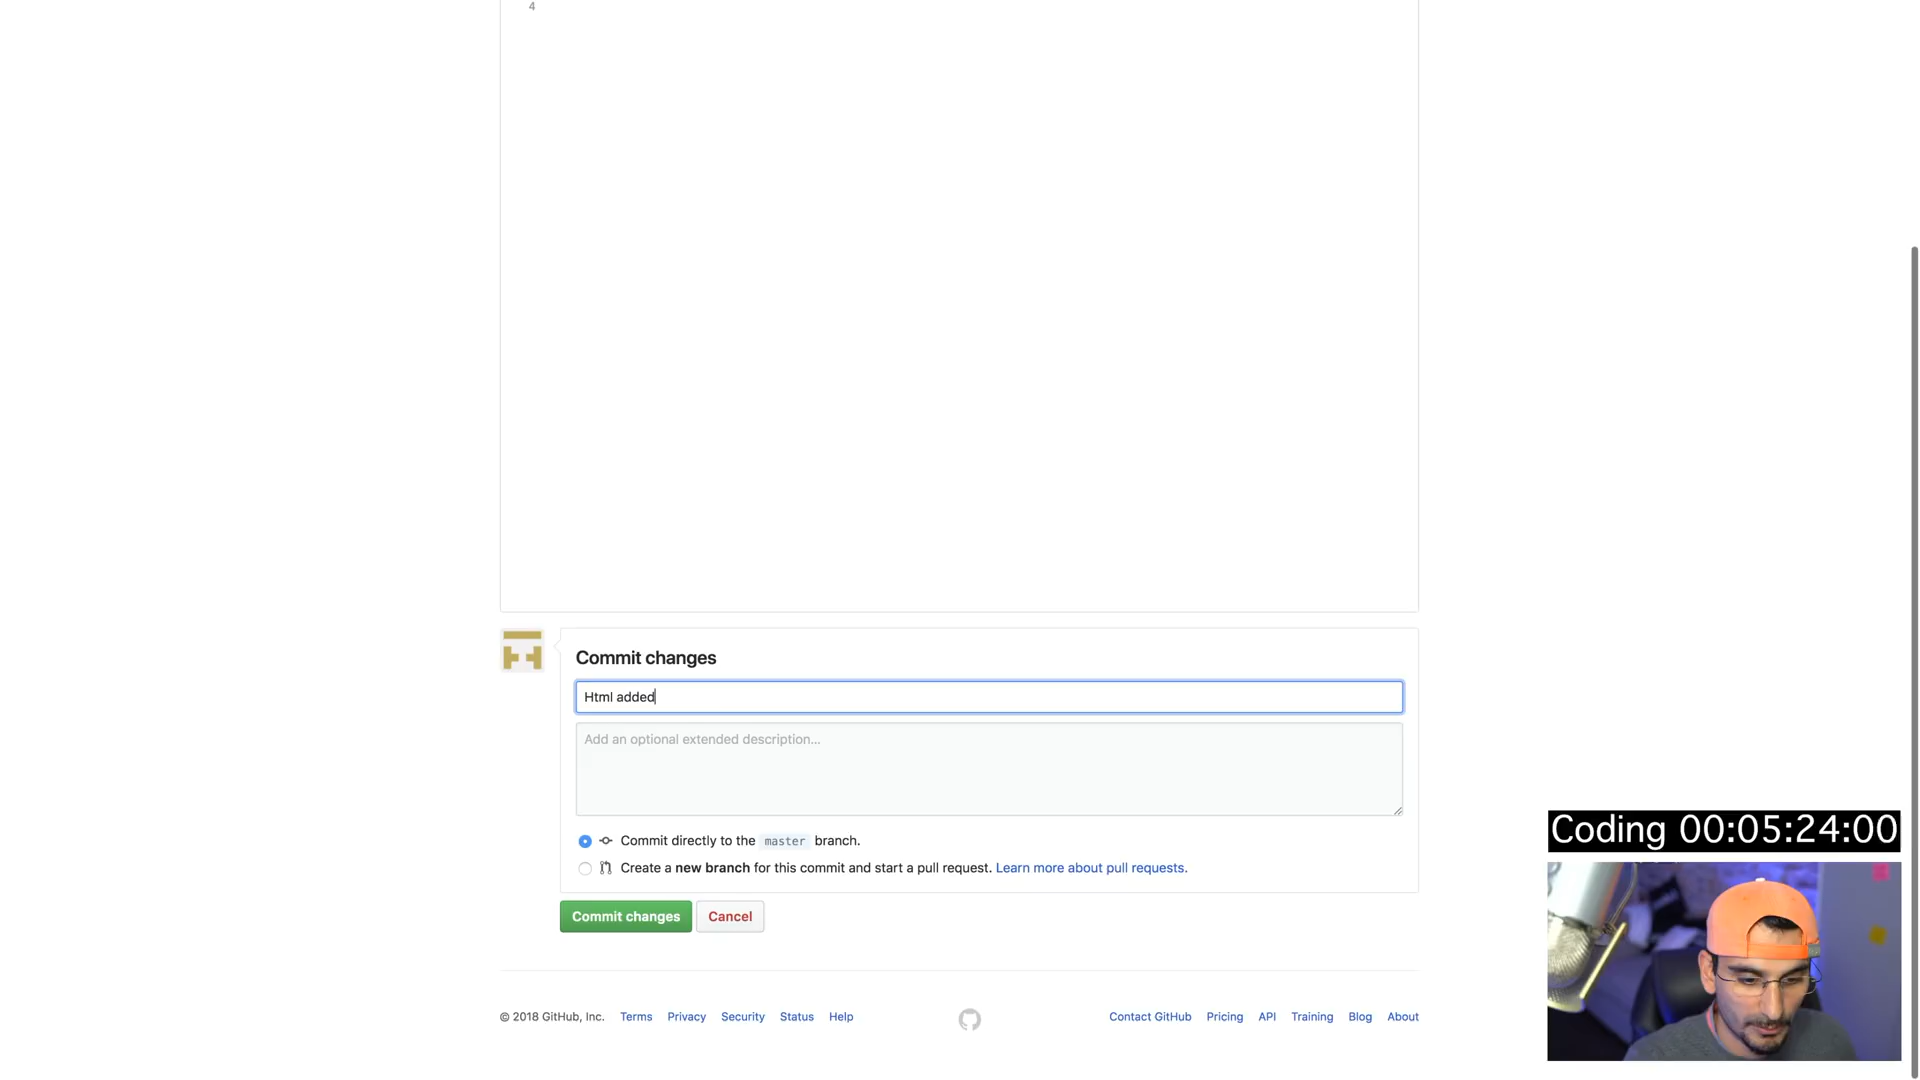 4
Commit changes
Html added
Add an optional extended description...
Commit directly to the master branch.
Create a new branch for this commit and start a pull request. Learn more about pull requests.
Commit changes Cancel
Coding 00:05:24:00
© 2018 GitHub, Inc. Terms Privacy Security Status Help Contact GitHub Pricing API Training Blog About